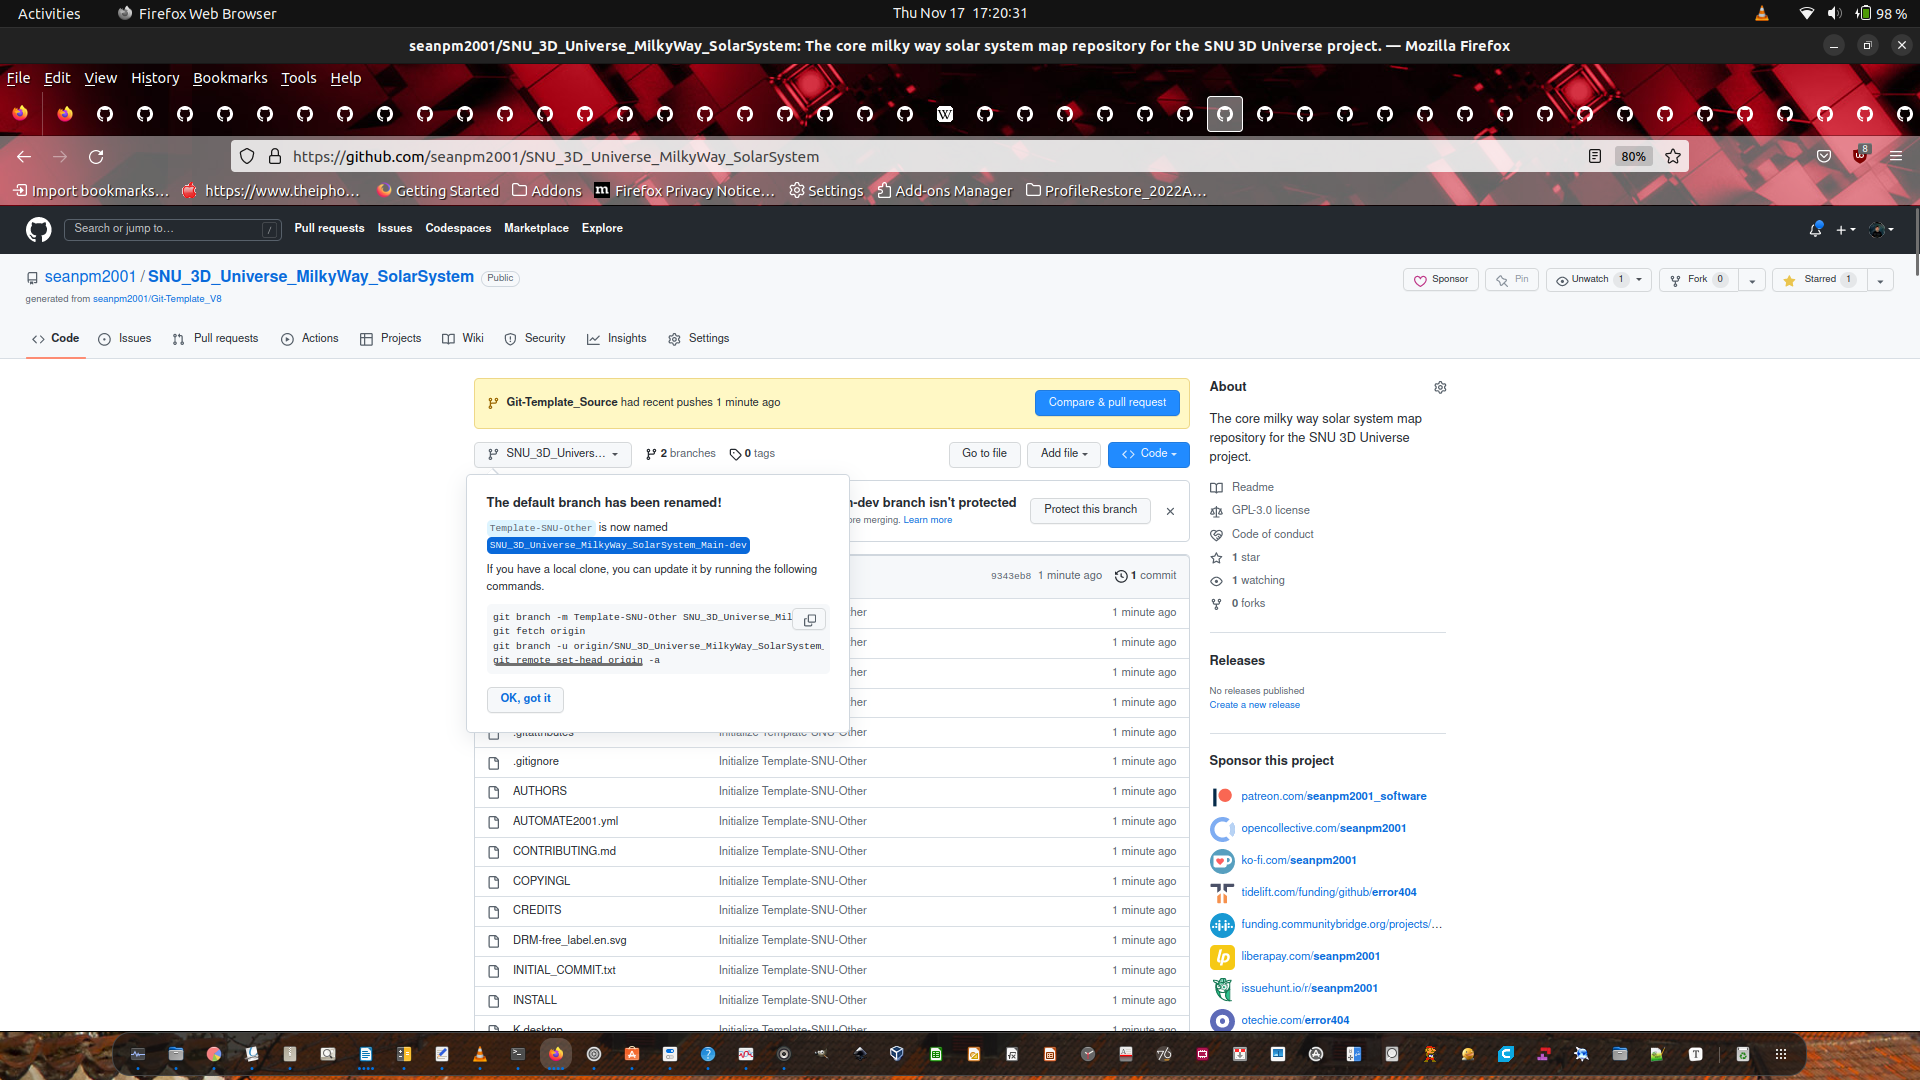 Activities
Firefox Web Browser
Thu Nov 17 17:20:31
98 %
seanpm2001/SNU_3D_Universe_MilkyWay_SolarSystem: The core milky way solar system map repository for the SNU 3D Universe project. — Mozilla Firefox
File Edit View History Bookmarks Tools Help
https://github.com/seanpm2001/SNU_3D_Universe_MilkyWay_SolarSystem
80%
8
Import bookmarks…
https://www.theipho…
Getting Started
Addons
Firefox Privacy Notice…
Settings
Add-ons Manager
ProfileRestore_2022A…
Search or jump to…
/
Pull requests
Issues
Codespaces
Marketplace
Explore
seanpm2001 / SNU_3D_Universe_MilkyWay_SolarSystem
Public
Sponsor
Pin
Unwatch 1
Fork 0
Starred 1
generated from seanpm2001/Git-Template_V8
Code
Issues
Pull requests
Actions
Projects
Wiki
Security
Insights
Settings
Git-Template_Source had recent pushes 1 minute ago
Compare & pull request
SNU_3D_Univers…
2 branches
0 tags
Go to file
Add file
Code
The default branch has been renamed!
Template-SNU-Other is now named
SNU_3D_Universe_MilkyWay_SolarSystem_Main-dev
If you have a local clone, you can update it by running the following
commands.
git branch -m Template-SNU-Other SNU_3D_Universe_Mil
git fetch origin
git branch -u origin/SNU_3D_Universe_MilkyWay_SolarSystem_
git remote set-head origin -a
OK, got it
n-dev branch isn't protected
ore merging. Learn more
Protect this branch
9343eb8 1 minute ago
1 commit
her 1 minute ago
her 1 minute ago
her 1 minute ago
her 1 minute ago
.gitattributes Initialize Template-SNU-Other 1 minute ago
.gitignore Initialize Template-SNU-Other 1 minute ago
AUTHORS Initialize Template-SNU-Other 1 minute ago
AUTOMATE2001.yml Initialize Template-SNU-Other 1 minute ago
CONTRIBUTING.md Initialize Template-SNU-Other 1 minute ago
COPYINGL Initialize Template-SNU-Other 1 minute ago
CREDITS Initialize Template-SNU-Other 1 minute ago
DRM-free_label.en.svg Initialize Template-SNU-Other 1 minute ago
INITIAL_COMMIT.txt Initialize Template-SNU-Other 1 minute ago
INSTALL Initialize Template-SNU-Other 1 minute ago
K.desktop Initialize Template-SNU-Other 1 minute ago
About
The core milky way solar system map
repository for the SNU 3D Universe
project.
Readme
GPL-3.0 license
Code of conduct
1 star
1 watching
0 forks
Releases
No releases published
Create a new release
Sponsor this project
patreon.com/seanpm2001_software
opencollective.com/seanpm2001
ko-fi.com/seanpm2001
tidelift.com/funding/github/error404
funding.communitybridge.org/projects/…
liberapay.com/seanpm2001
issuehunt.io/r/seanpm2001
otechie.com/error404